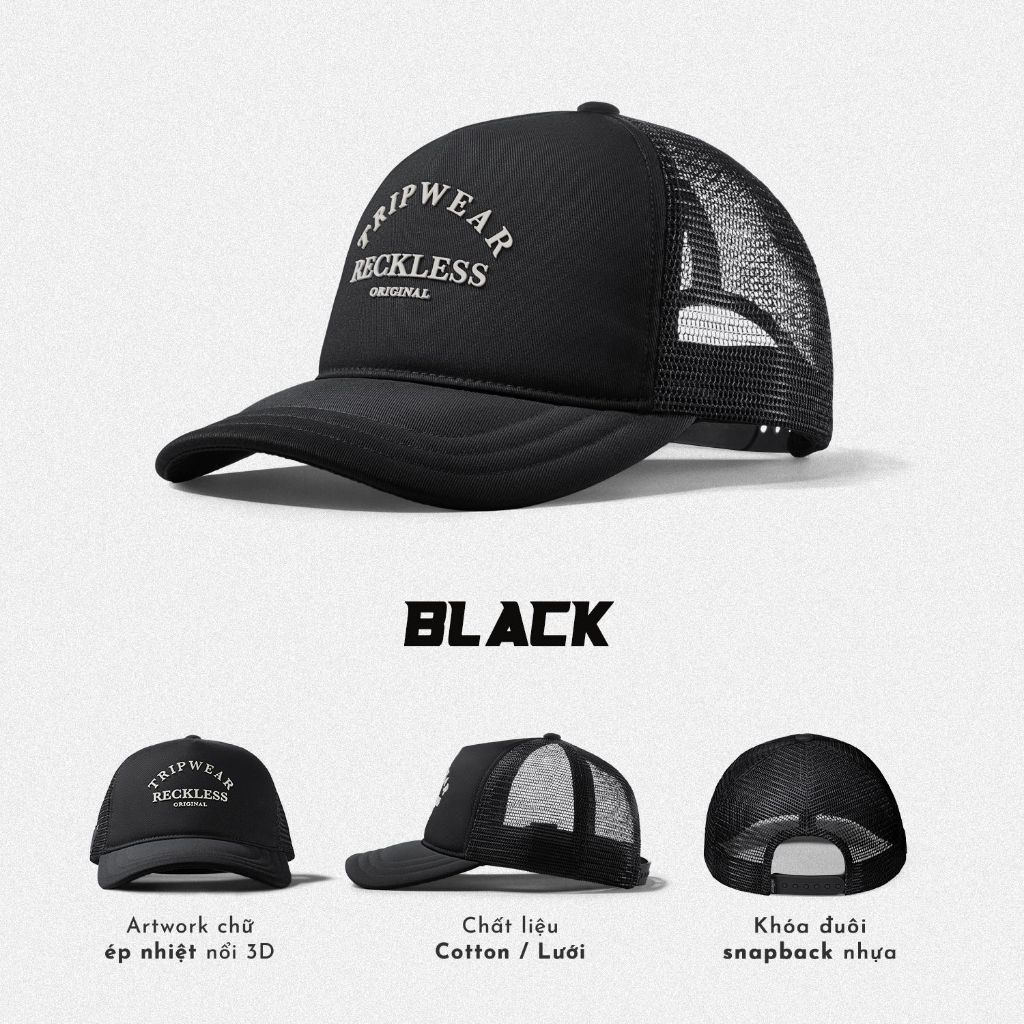 TRIPWEAR
RECKLESS
ORIGINAL
BLACK
TRIPWEAR
RECKLESS
ORIGINAL
Artwork chữ
ép nhiệt nổi 3D
Chất liệu
Cotton / Lưới
Khóa đuôi
snapback nhựa